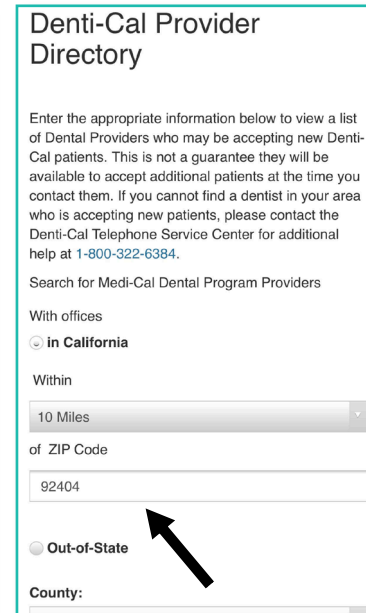 Denti-Cal Provider
Directory
Enter the appropriate information below to view a list
of Dental Providers who may be accepting new Denti-
Cal patients. This is not a guarantee they will be
available to accept additional patients at the time you
contact them. If you cannot find a dentist in your area
who is accepting new patients, please contact the
Denti-Cal Telephone Service Center for additional
help at 1-800-322-6384.
Search for Medi-Cal Dental Program Providers
With offices
in California
Within
10 Miles
of ZIP Code
92404
Out-of-State
County: